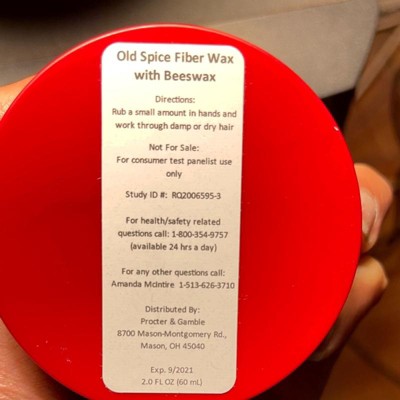 Old Spice Fiber Wax
with Beeswax
Directions:
Rub a small amount in hands and
work through damp or dry hair
Not For Sale:
For consumer test panelist use
only
Study ID #: RQ2006595-3
For health/safety related
questions call: 1-800-354-9757
(available 24 hrs a day)
For any other questions call:
Amanda McIntire 1-513-626-3710
Distributed By:
Procter & Gamble
8700 Mason-Montgomery Rd.,
Mason, OH 45040
Exp. 9/2021
2.0 FL OZ (60 mL)